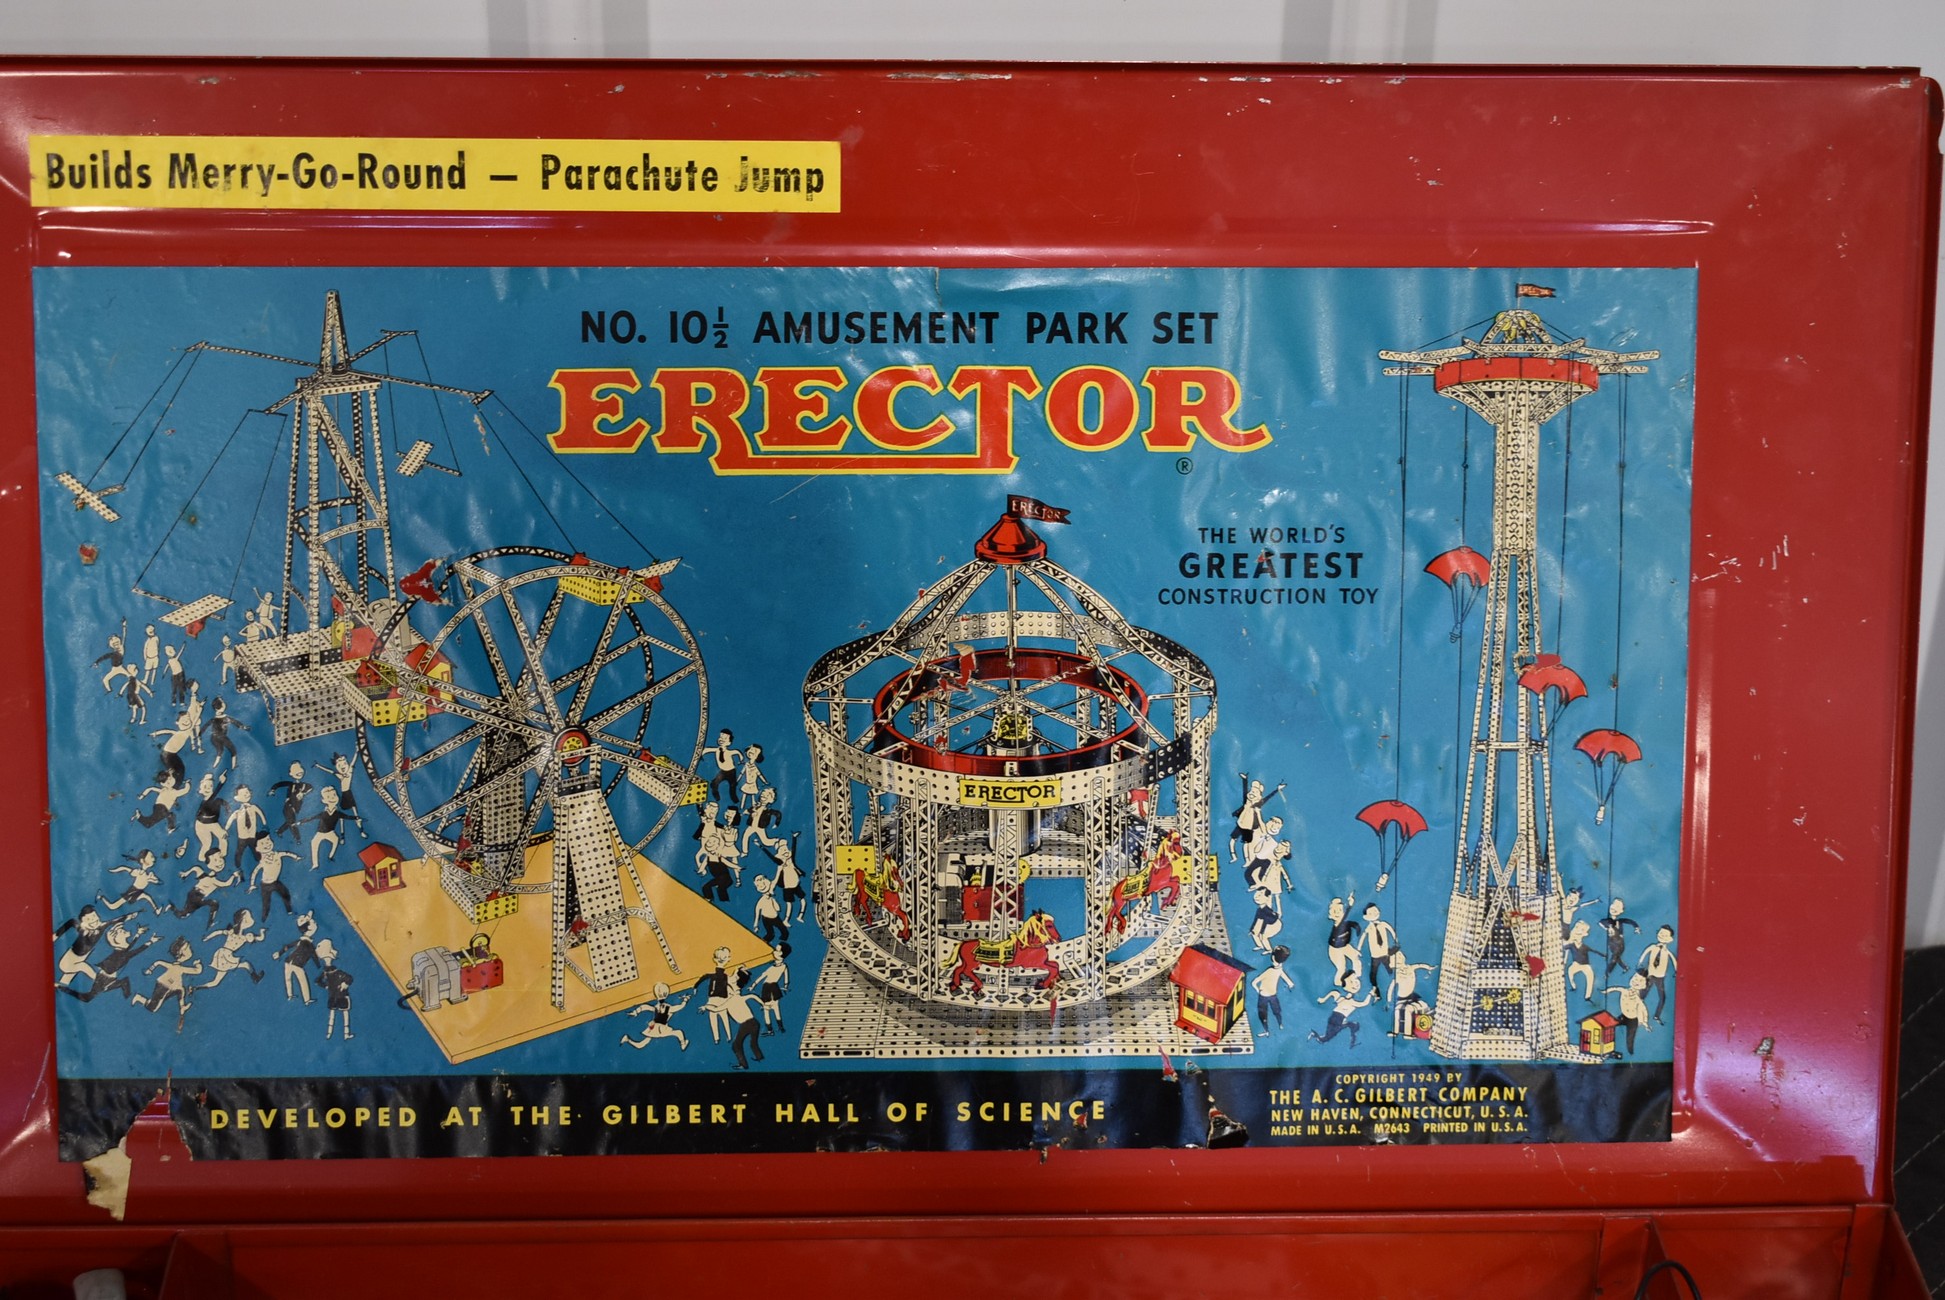 Builds Merry-Go-Round — Parachute Jump
NO. 10½ AMUSEMENT PARK SET
ERECTOR
®
ERECTOR
THE WORLD'S
GREATEST
CONSTRUCTION TOY
ERECTOR
DEVELOPED AT THE GILBERT HALL OF SCIENCE
COPYRIGHT 1949 BY
THE A. C. GILBERT COMPANY
NEW HAVEN, CONNECTICUT, U. S. A.
MADE IN U. S. A. M2643 PRINTED IN U. S. A.